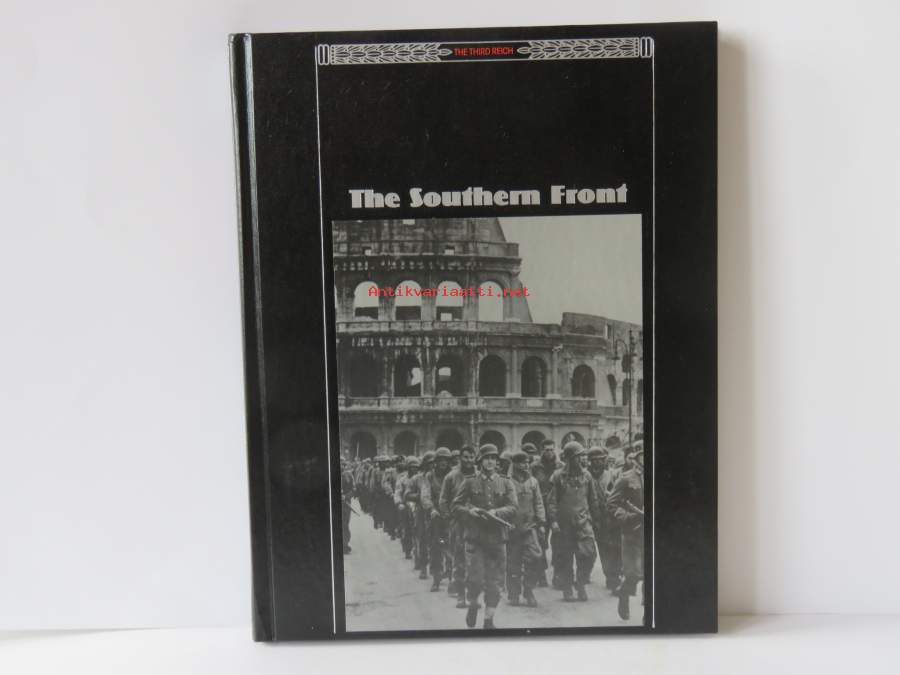 THE THIRD REICH
The Southern Front
Antikvariaatti.net